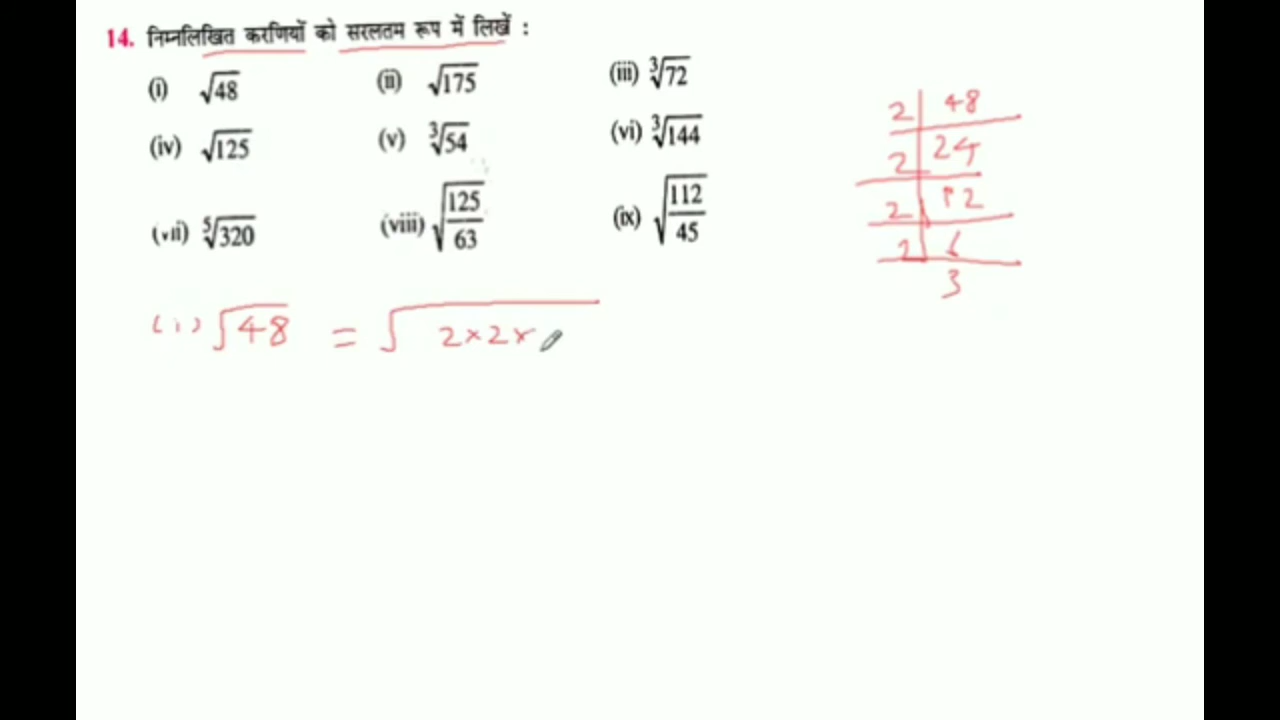 14. निम्नलिखित करणियों को सरलतम रूप में लिखें :
(i) √48 (ii) √175 (iii) ∛72
(iv) √125 (v) ∛54 (vi) ∛144
(vii) ⁵√320 (viii) √(125/63) (ix) √(112/45)
2 | 48
2 | 24
2 | 12
2 | 6
3
(i) √48 = √2×2×